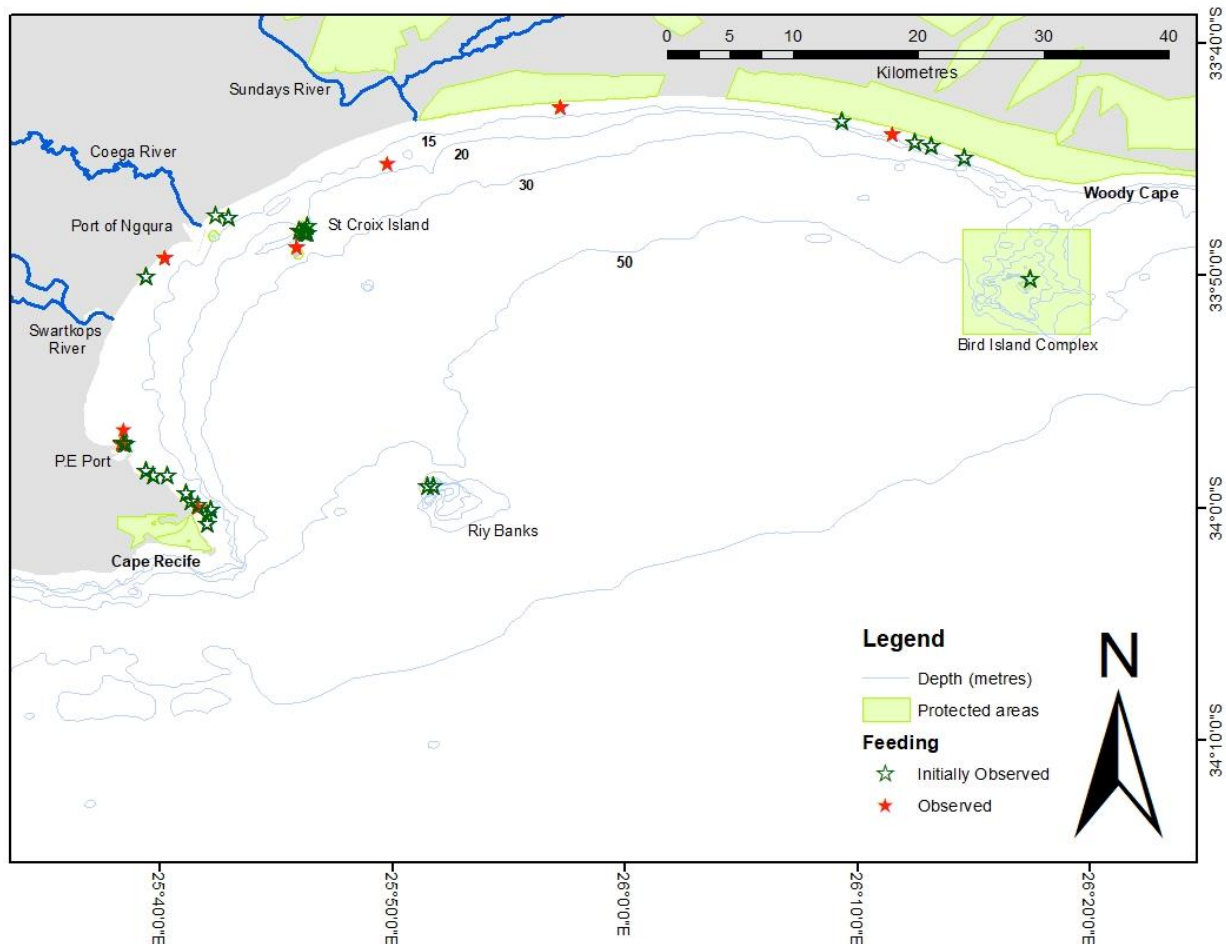 0 5 10 20 30 40
Kilometres
33°40'0"S
Sundays River
Coega River
15
20
30
Woody Cape
Port of Ngqura
St Croix Island
50
33°50'0"S
Swartkops
River
Bird Island Complex
P.E Port
Riy Banks
34°0'0"S
Cape Recife
Legend
Depth (metres)
Protected areas
Feeding
Initially Observed
Observed
N
34°10'0"S
25°40'0"E
25°50'0"E
26°0'0"E
26°10'0"E
26°20'0"E